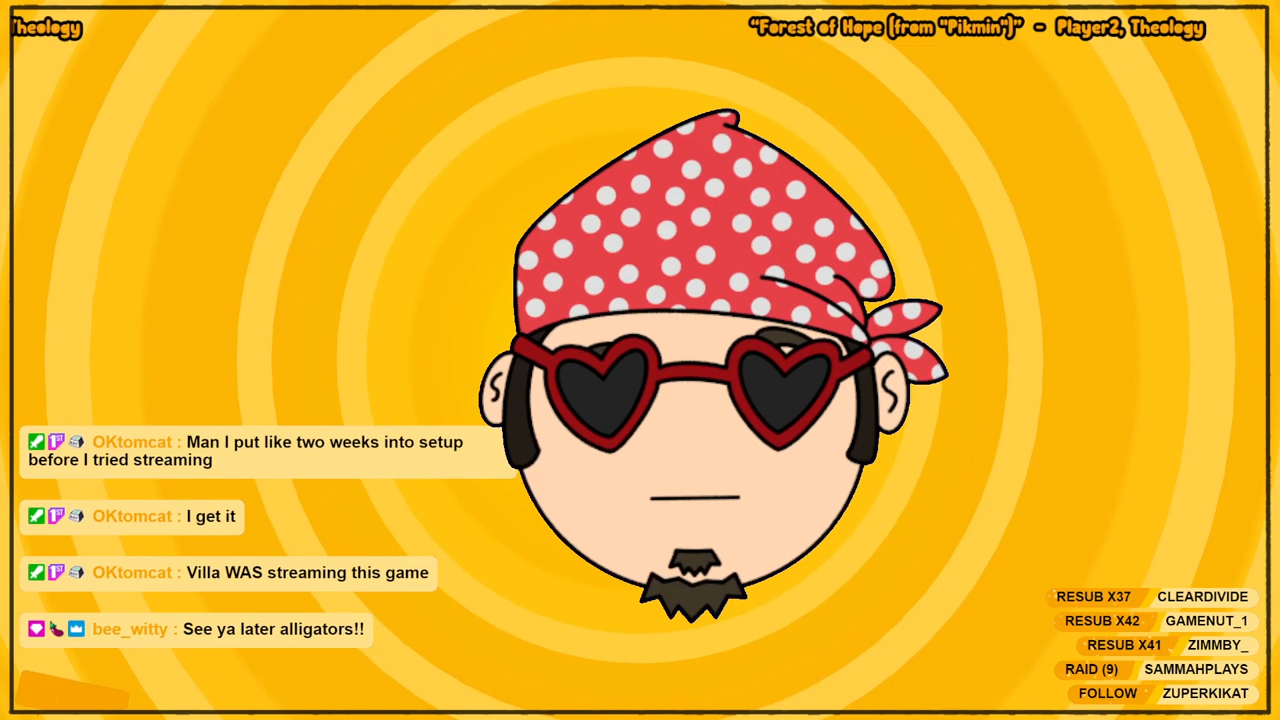 Theology
"Forest of Hope (from "Pikmin")" - Player2, Theology
OKtomcat : Man I put like two weeks into setup
before I tried streaming
OKtomcat : I get it
OKtomcat : Villa WAS streaming this game
bee_witty : See ya later alligators!!
RESUB X37 CLEARDIVIDE
RESUB X42 GAMENUT_1
RESUB X41 ZIMMBY_
RAID (9) SAMMAHPLAYS
FOLLOW ZUPERKIKAT